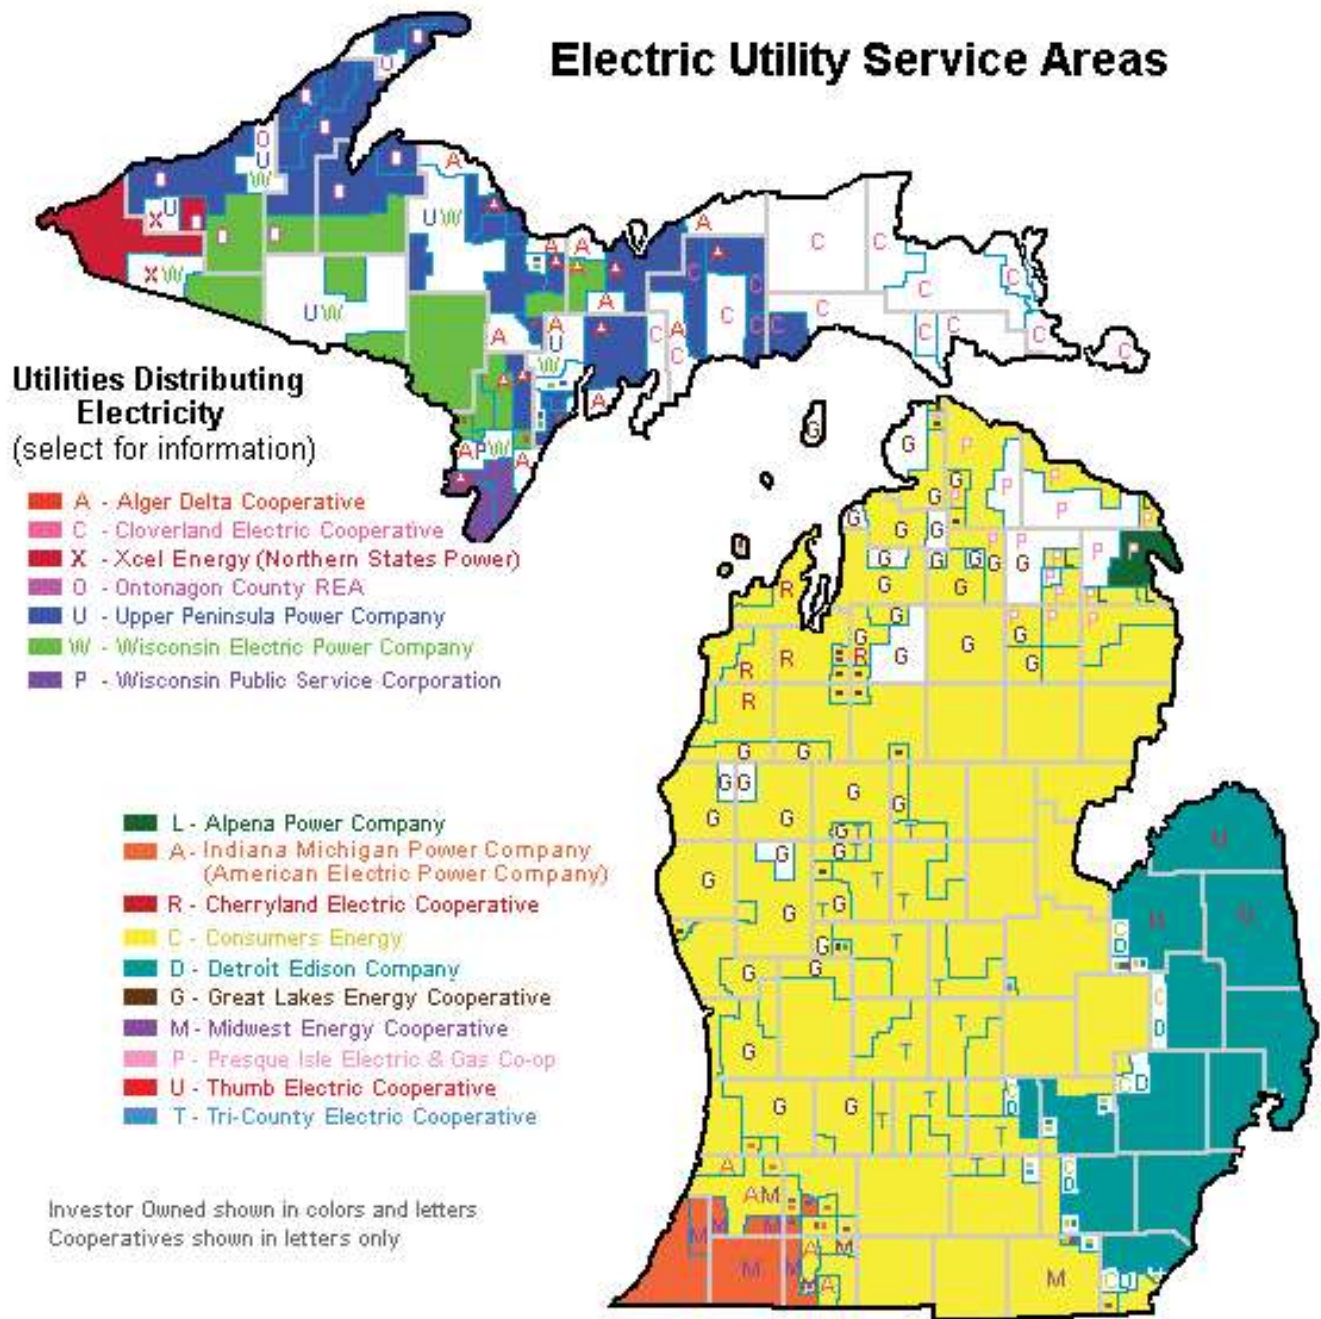 Electric Utility Service Areas
Utilities Distributing
Electricity
(select for information)
A - Alger Delta Cooperative
C - Cloverland Electric Cooperative
X - Xcel Energy (Northern States Power)
O - Ontonagon County REA
U - Upper Peninsula Power Company
W - Wisconsin Electric Power Company
P - Wisconsin Public Service Corporation
L - Alpena Power Company
A - Indiana Michigan Power Company
(American Electric Power Company)
R - Cherryland Electric Cooperative
C - Consumers Energy
D - Detroit Edison Company
G - Great Lakes Energy Cooperative
M - Midwest Energy Cooperative
P - Presque Isle Electric & Gas Co-op
U - Thumb Electric Cooperative
T - Tri-County Electric Cooperative
Investor Owned shown in colors and letters
Cooperatives shown in letters only